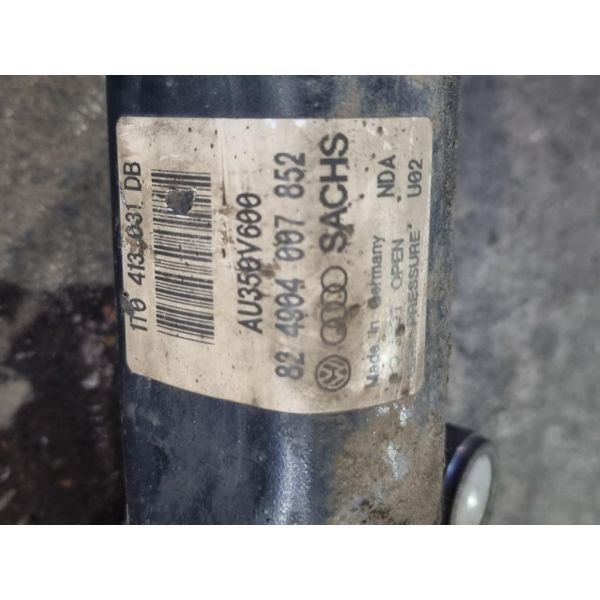 1T0 413 031 DB
AU350V600
82 4904 007 852
SACHS
Made in Germany NDA
OPEN U02
PRESSURE